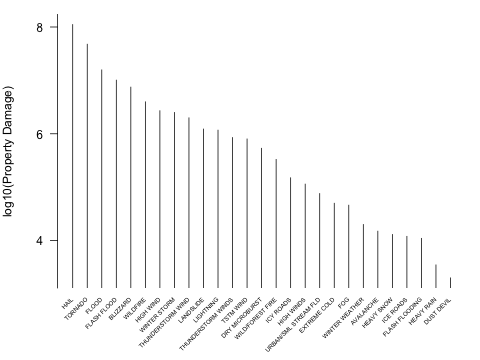 log10(Property Damage)
8
6
4
HAIL
TORNADO
FLOOD
FLASH FLOOD
BLIZZARD
WILDFIRE
HIGH WIND
WINTER STORM
THUNDERSTORM WIND
LANDSLIDE
LIGHTNING
THUNDERSTORM WINDS
TSTM WIND
DRY MICROBURST
WILD/FOREST FIRE
ICY ROADS
HIGH WINDS
URBAN/SML STREAM FLD
EXTREME COLD
FOG
WINTER WEATHER
AVALANCHE
HEAVY SNOW
ICE ROADS
FLASH FLOODING
HEAVY RAIN
DUST DEVIL